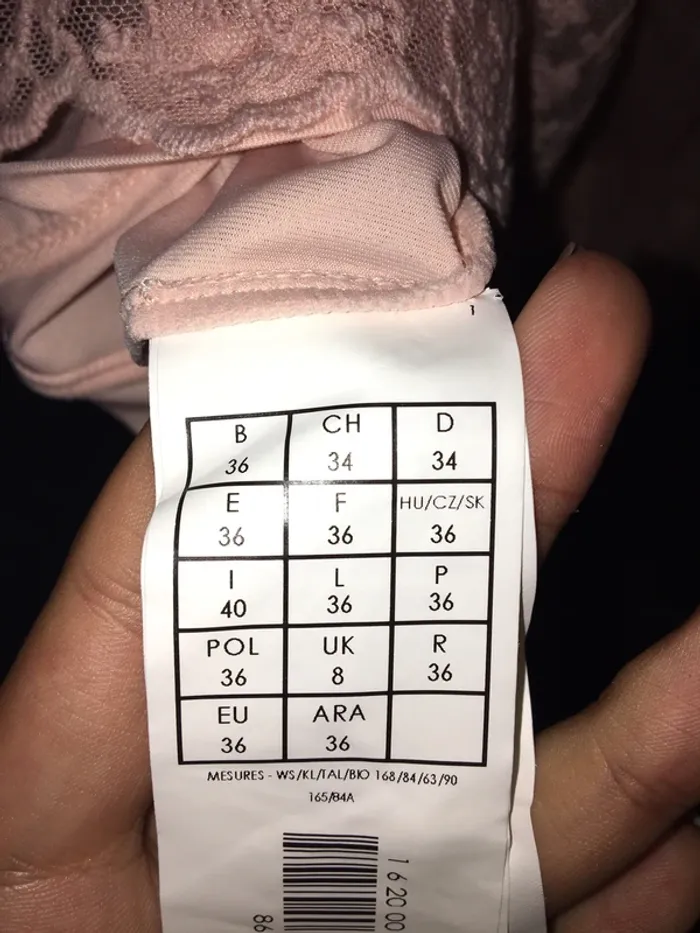 B CH D
36 34 34
E F HU/CZ/SK
36 36 36
I L P
40 36 36
POL UK R
36 8 36
EU ARA
36 36
MESURES - WS/KL/TAL/BIO 168/84/63/90
165/84A
1 6 20 00
86